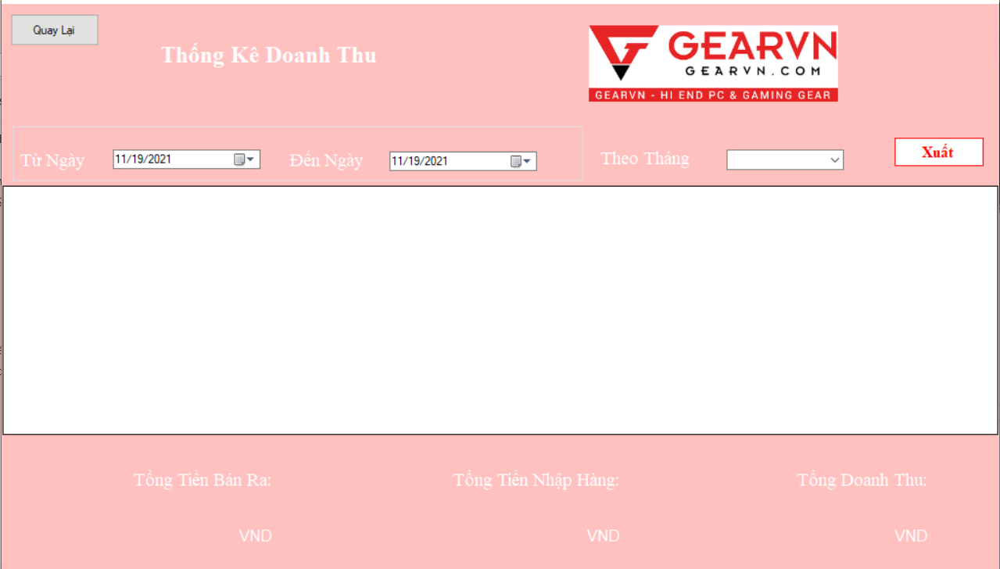 Quay Lại
Thống Kê Doanh Thu
GEARVN
GEARVN.COM
GEARVN - HI END PC & GAMING GEAR
Từ Ngày 11/19/2021 Đến Ngày 11/19/2021 Theo Tháng Xuất
Tổng Tiền Bán Ra: Tổng Tiền Nhập Hàng: Tổng Doanh Thu:
VND VND VND